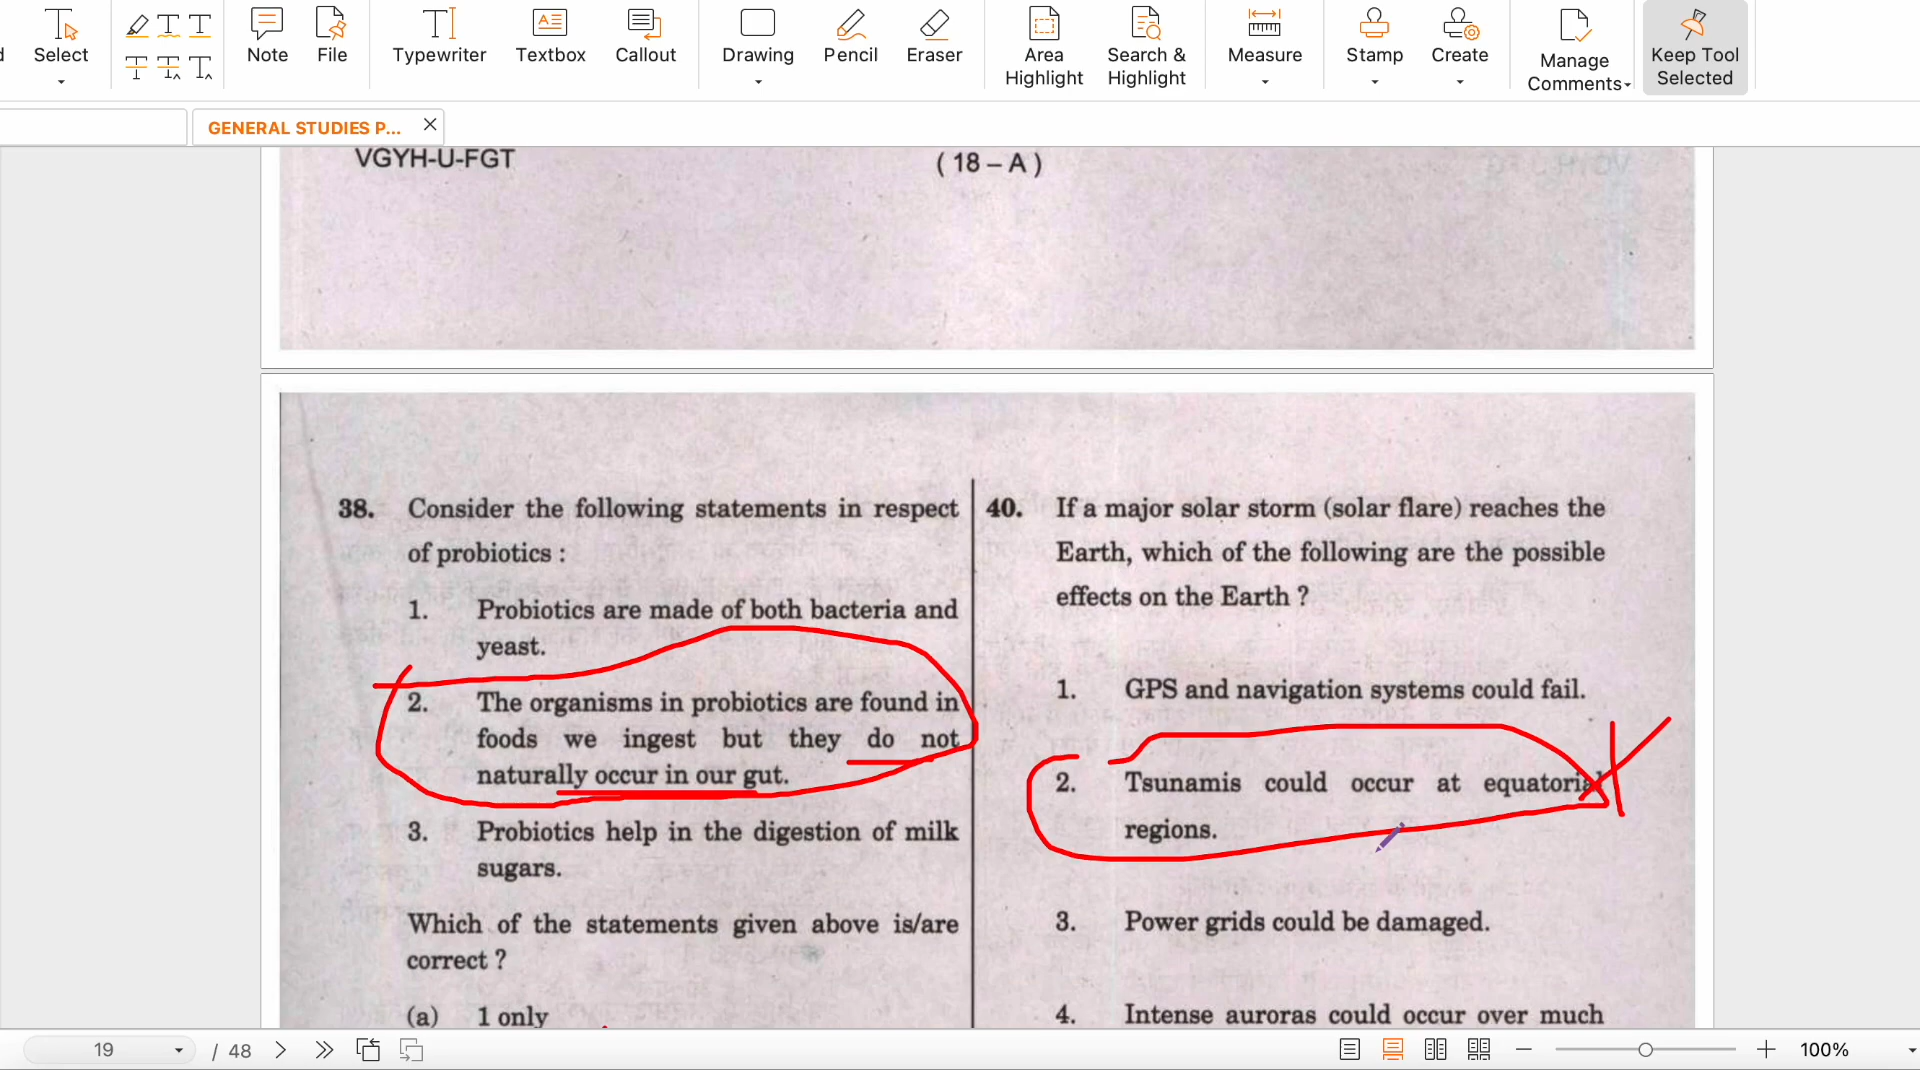 Select
Note
File
Typewriter
Textbox
Callout
Drawing
Pencil
Eraser
Area
Highlight
Search &
Highlight
Measure
Stamp
Create
Manage
Comments
Keep Tool
Selected
GENERAL STUDIES P...
VGYH-U-FGT
( 18 – A )
38. Consider the following statements in respect
of probiotics :
1. Probiotics are made of both bacteria and
yeast.
2. The organisms in probiotics are found in
foods we ingest but they do not
naturally occur in our gut.
3. Probiotics help in the digestion of milk
sugars.
Which of the statements given above is/are
correct ?
(a) 1 only
40. If a major solar storm (solar flare) reaches the
Earth, which of the following are the possible
effects on the Earth ?
1. GPS and navigation systems could fail.
2. Tsunamis could occur at equatorial
regions.
3. Power grids could be damaged.
4. Intense auroras could occur over much
19
/ 48
100%